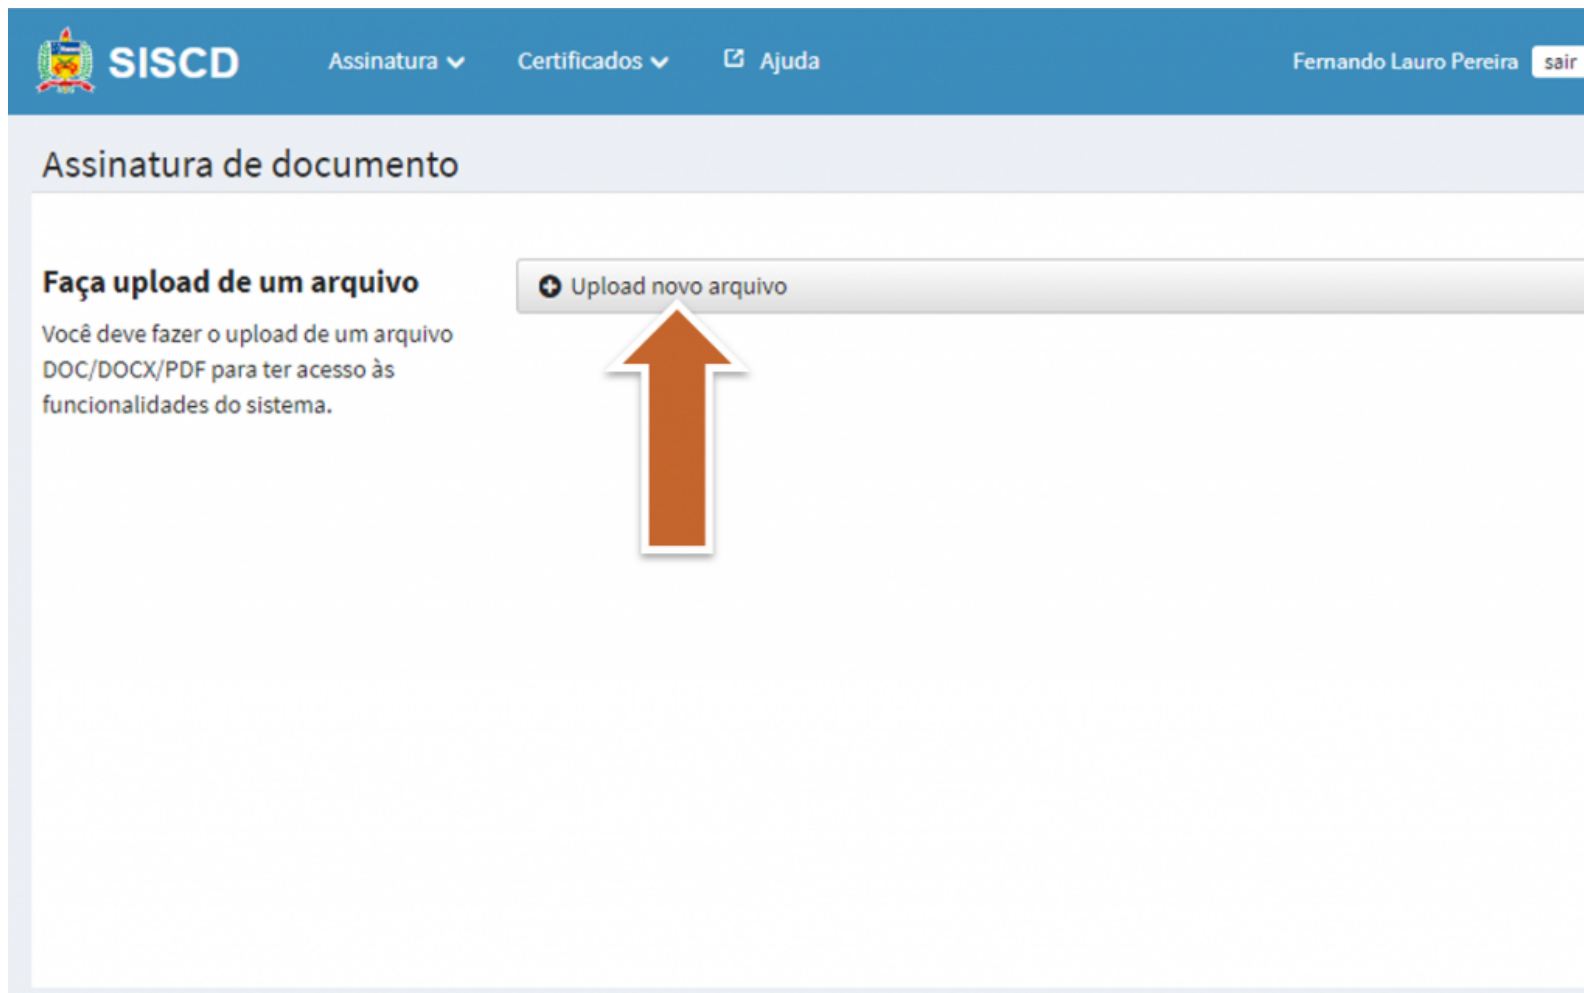 SISCD Assinatura Certificados Ajuda Fernando Lauro Pereira sair
Assinatura de documento
Faça upload de um arquivo
Upload novo arquivo
Você deve fazer o upload de um arquivo
DOC/DOCX/PDF para ter acesso às
funcionalidades do sistema.